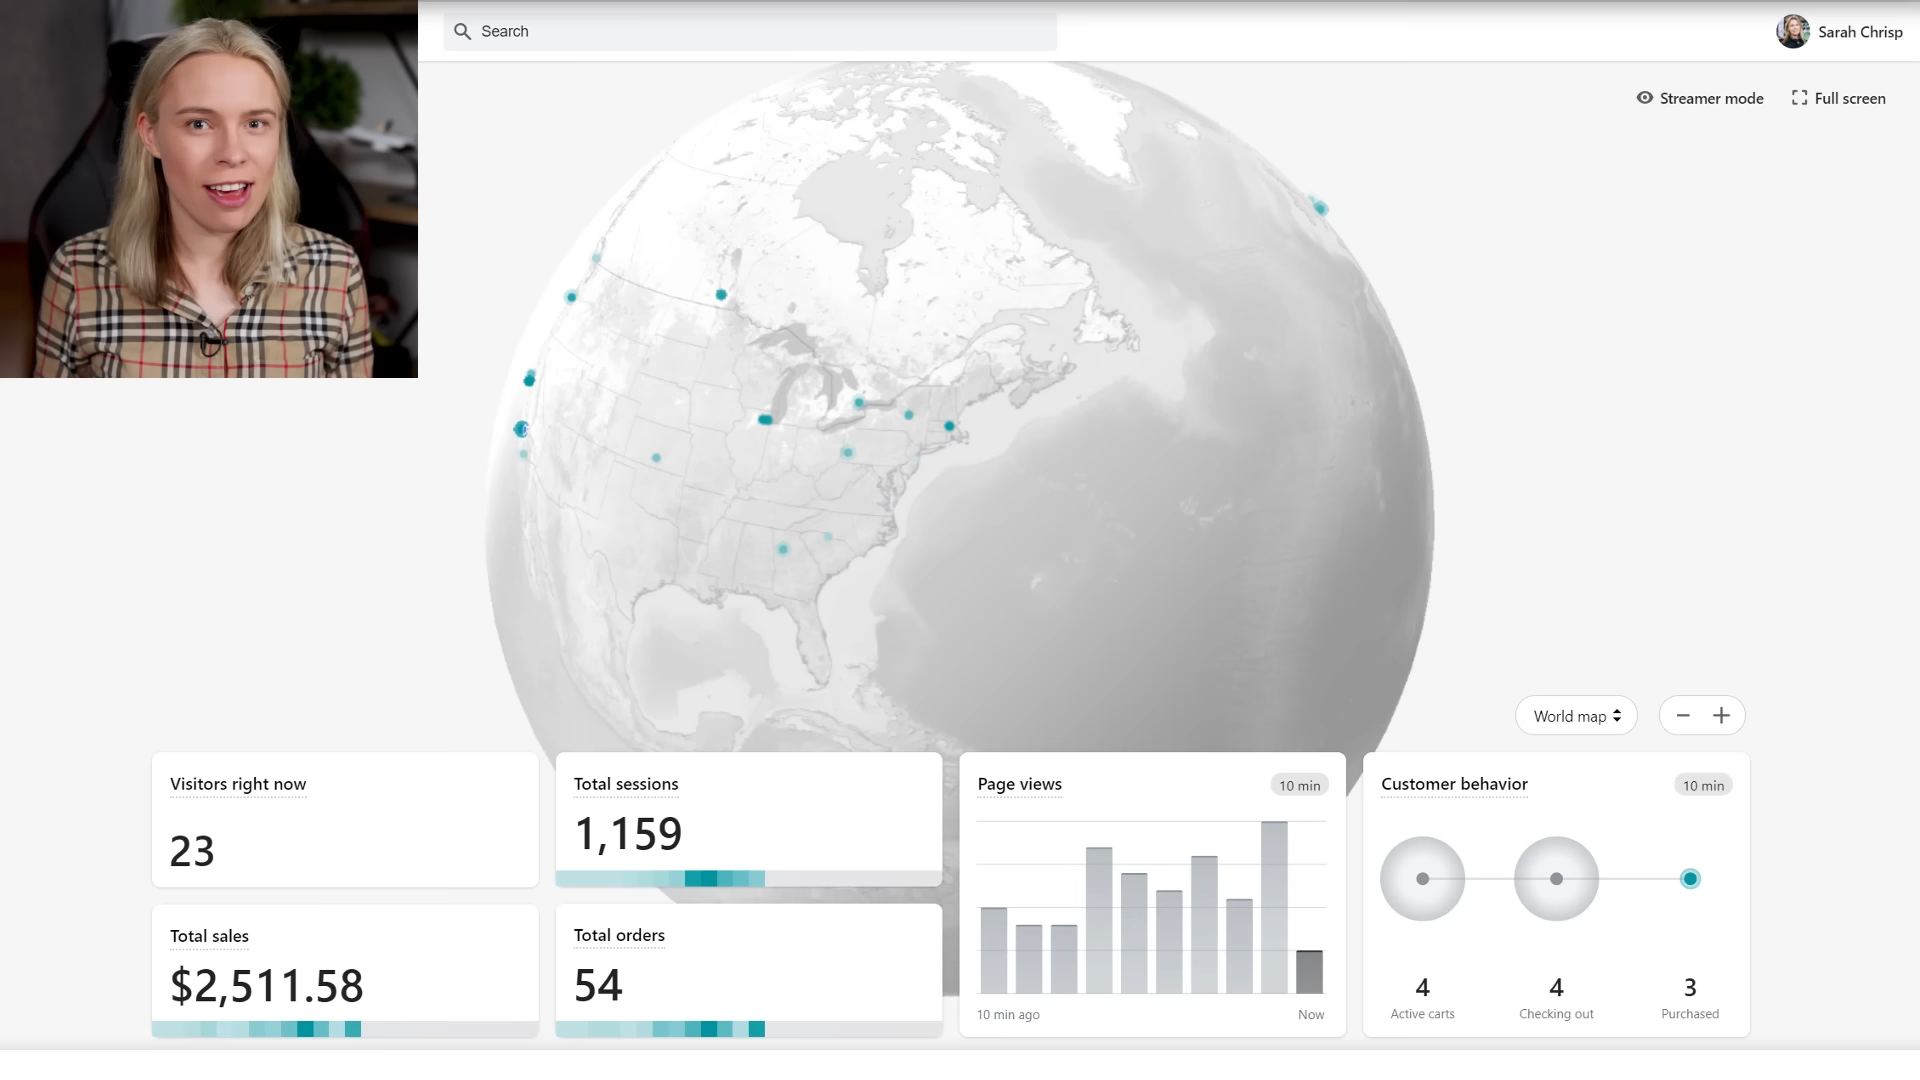 Search
Sarah Chrisp
Streamer mode
Full screen
World map
Visitors right now
23
Total sessions
1,159
Total sales
$2,511.58
Total orders
54
Page views
10 min
10 min ago
Now
Customer behavior
10 min
4
4
3
Active carts
Checking out
Purchased